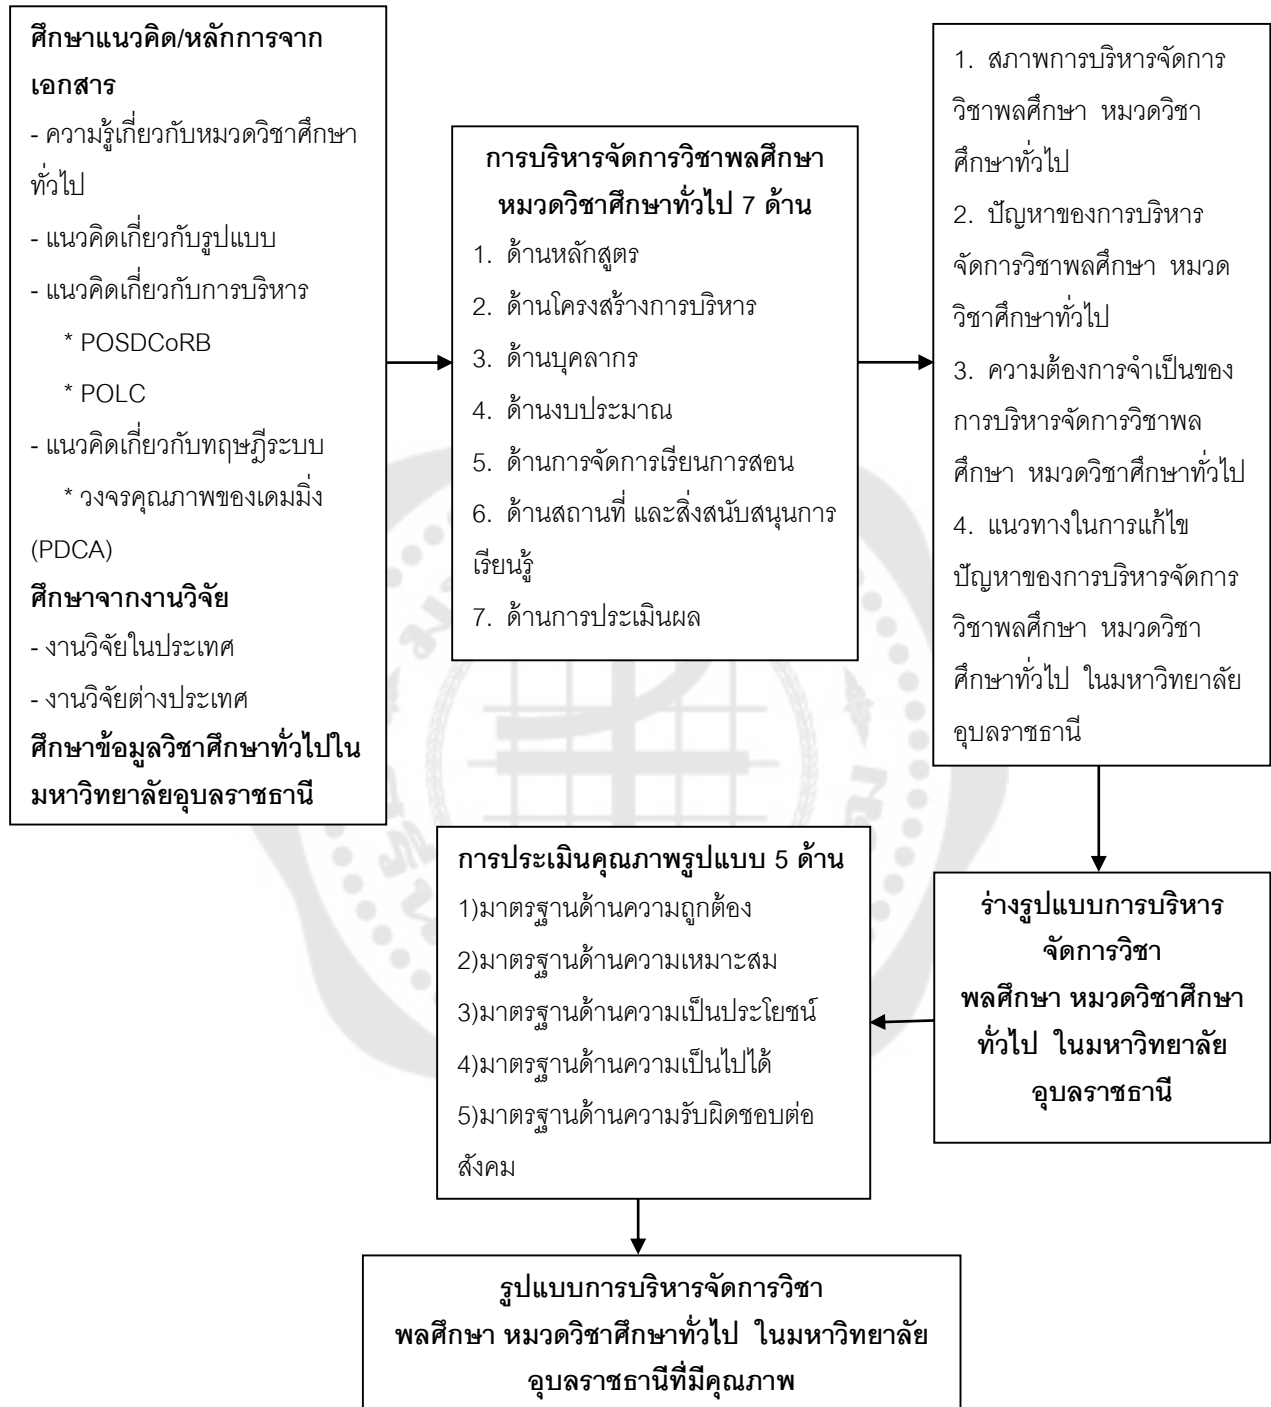 ศึกษาแนวคิด/หลักการจาก
เอกสาร
- ความรู้เกี่ยวกับหมวดวิชาศึกษา
ทั่วไป
- แนวคิดเกี่ยวกับรูปแบบ
- แนวคิดเกี่ยวกับการบริหาร
* POSDCoRB
* POLC
- แนวคิดเกี่ยวกับทฤษฎีระบบ
* วงจรคุณภาพของเดมมิ่ง
(PDCA)
ศึกษาจากงานวิจัย
- งานวิจัยในประเทศ
- งานวิจัยต่างประเทศ
ศึกษาข้อมูลวิชาศึกษาทั่วไปใน
มหาวิทยาลัยอุบลราชธานี
การบริหารจัดการวิชาพลศึกษา
หมวดวิชาศึกษาทั่วไป 7 ด้าน
1. ด้านหลักสูตร
2. ด้านโครงสร้างการบริหาร
3. ด้านบุคลากร
4. ด้านงบประมาณ
5. ด้านการจัดการเรียนการสอน
6. ด้านสถานที่ และสิ่งสนับสนุนการ
เรียนรู้
7. ด้านการประเมินผล
1. สภาพการบริหารจัดการ
วิชาพลศึกษา หมวดวิชา
ศึกษาทั่วไป
2. ปัญหาของการบริหาร
จัดการวิชาพลศึกษา หมวด
วิชาศึกษาทั่วไป
3. ความต้องการจำเป็นของ
การบริหารจัดการวิชาพล
ศึกษา หมวดวิชาศึกษาทั่วไป
4. แนวทางในการแก้ไข
ปัญหาของการบริหารจัดการ
วิชาพลศึกษา หมวดวิชา
ศึกษาทั่วไป ในมหาวิทยาลัย
อุบลราชธานี
ร่างรูปแบบการบริหาร
จัดการวิชา
พลศึกษา หมวดวิชาศึกษา
ทั่วไป ในมหาวิทยาลัย
อุบลราชธานี
การประเมินคุณภาพรูปแบบ 5 ด้าน
1)มาตรฐานด้านความถูกต้อง
2)มาตรฐานด้านความเหมาะสม
3)มาตรฐานด้านความเป็นประโยชน์
4)มาตรฐานด้านความเป็นไปได้
5)มาตรฐานด้านความรับผิดชอบต่อ
สังคม
รูปแบบการบริหารจัดการวิชา
พลศึกษา หมวดวิชาศึกษาทั่วไป ในมหาวิทยาลัย
อุบลราชธานีที่มีคุณภาพ